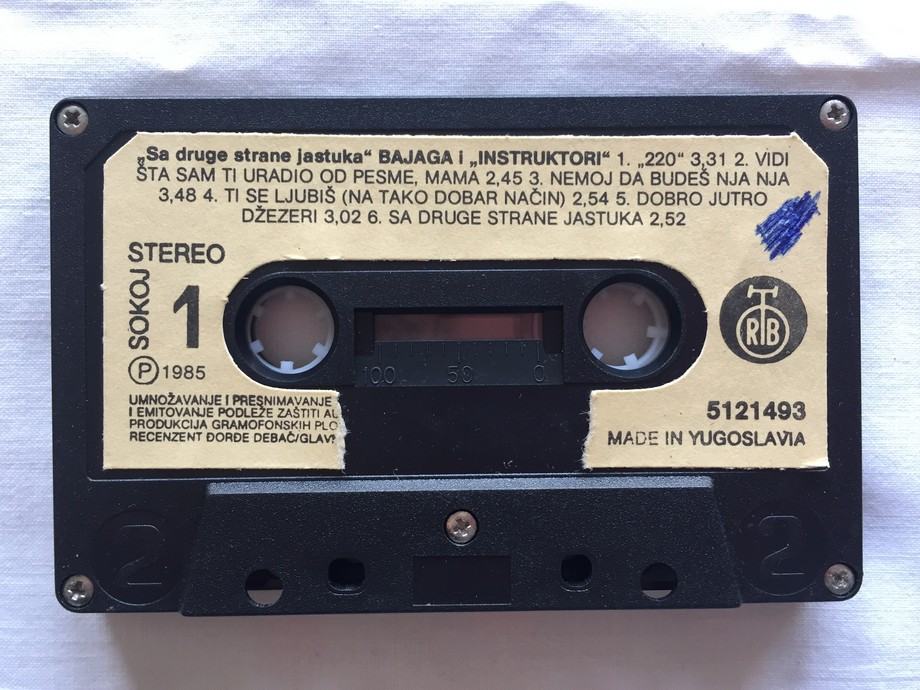 „Sa druge strane jastuka“ BAJAGA i „INSTRUKTORI“ 1. „220“ 3,31 2. VIDI
ŠTA SAM TI URADIO OD PESME, MAMA 2,45 3. NEMOJ DA BUDEŠ NJA NJA
3,48 4. TI SE LJUBIŠ (NA TAKO DOBAR NAČIN) 2,54 5. DOBRO JUTRO
DŽEZERI 3,02 6. SA DRUGE STRANE JASTUKA 2,52
STEREO
SOKOJ
1
Ⓟ 1985
RTB
100 50 0
UMNOŽAVANJE I PRESNIMAVANJE
I EMITOVANJE PODLEŽE ZAŠTITI AU
PRODUKCIJA GRAMOFONSKIH PLO
RECENZENT ĐORĐE DEBAČ/GLAV
5121493
MADE IN YUGOSLAVIA
2 2